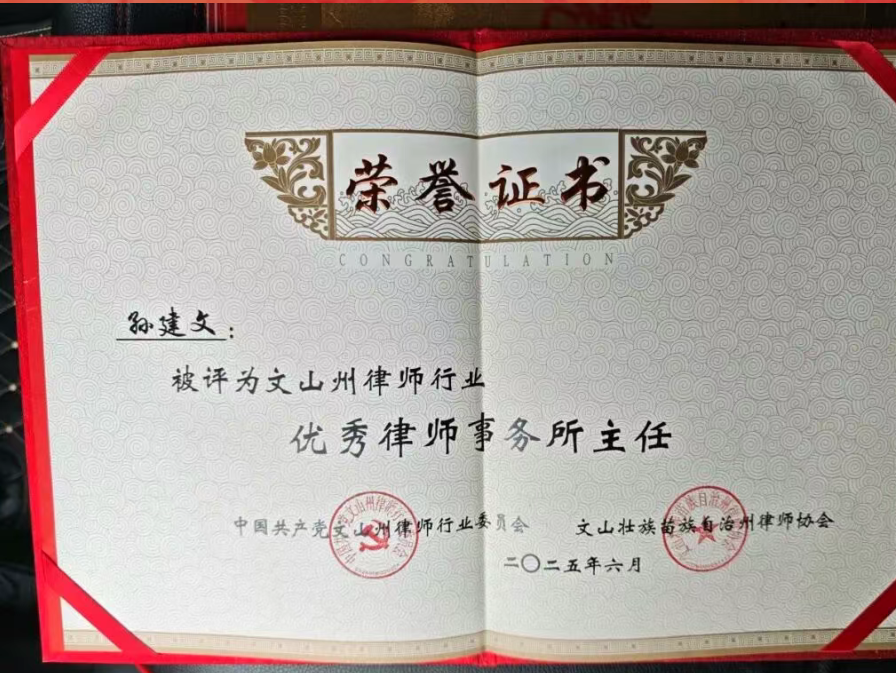 荣誉证书
CONGRATULATION
孙建文：
被评为文山州律师行业
优秀律师事务所主任
中国共产党文山州律师行业委员会 文山壮族苗族自治州律师协会
二〇二五年六月